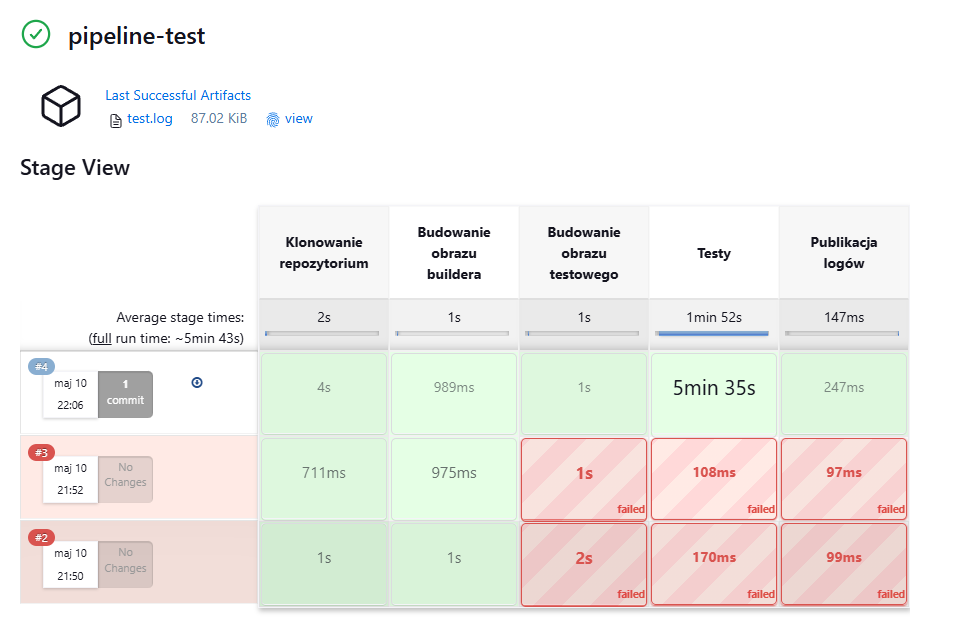 pipeline-test
Last Successful Artifacts
test.log 87.02 KiB view
Stage View
Klonowanie
repozytorium
Budowanie
obrazu
buildera
Budowanie
obrazu
testowego
Testy
Publikacja
logów
Average stage times:
(full run time: ~5min 43s)
2s
1s
1s
1min 52s
147ms
#4
maj 10
22:06
1
commit
4s
989ms
1s
5min 35s
247ms
#3
maj 10
21:52
No
Changes
711ms
975ms
1s
failed
108ms
failed
97ms
failed
#2
maj 10
21:50
No
Changes
1s
1s
2s
failed
170ms
failed
99ms
failed